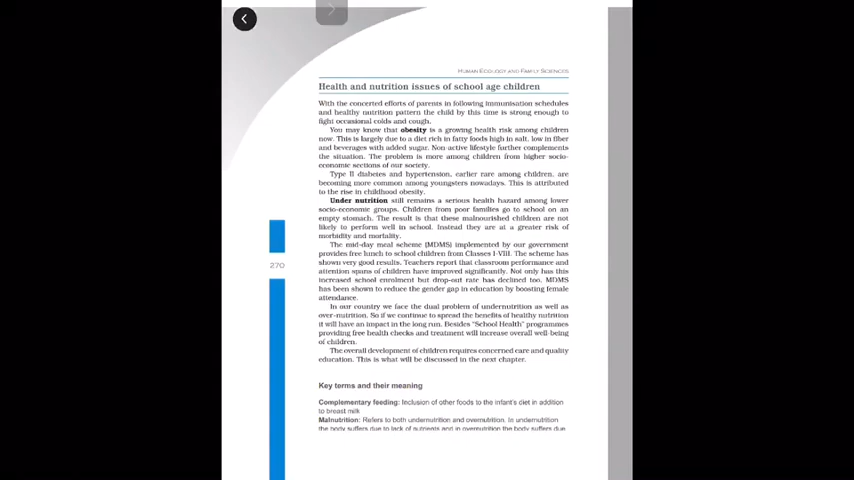 HUMAN ECOLOGY AND FAMILY SCIENCES
Health and nutrition issues of school age children
With the concerted efforts of parents in following immunisation schedules
and healthy nutrition pattern the child by this time is strong enough to
fight occasional colds and cough.
You may know that obesity is a growing health risk among children
now. This is largely due to a diet rich in fatty foods high in salt, low in fiber
and beverages with added sugar. Non-active lifestyle further complements
the situation. The problem is more among children from higher socio-
economic sections of our society.
Type II diabetes and hypertension, earlier rare among children, are
becoming more common among youngsters nowadays. This is attributed
to the rise in childhood obesity.
Under nutrition still remains a serious health hazard among lower
socio-economic groups. Children from poor families go to school on an
empty stomach. The result is that these malnourished children are not
likely to perform well in school. Instead they are at a greater risk of
morbidity and mortality.
The mid-day meal scheme (MDMS) implemented by our government
provides free lunch to school children from Classes I-VIII. The scheme has
shown very good results. Teachers report that classroom performance and
attention spans of children have improved significantly. Not only has this
increased school enrolment but drop-out rate has declined too. MDMS
has been shown to reduce the gender gap in education by boosting female
attendance.
270
In our country we face the dual problem of undernutrition as well as
over-nutrition. So if we continue to spread the benefits of healthy nutrition
it will have an impact in the long run. Besides "School Health" programmes
providing free health checks and treatment will increase overall well-being
of children.
The overall development of children requires concerned care and quality
education. This is what will be discussed in the next chapter.
Key terms and their meaning
Complementary feeding: Inclusion of other foods to the infant's diet in addition
to breast milk
Malnutrition: Refers to both undernutrition and overnutrition. In undernutrition
the body suffers due to lack of nutrients and in overnutrition the body suffers due